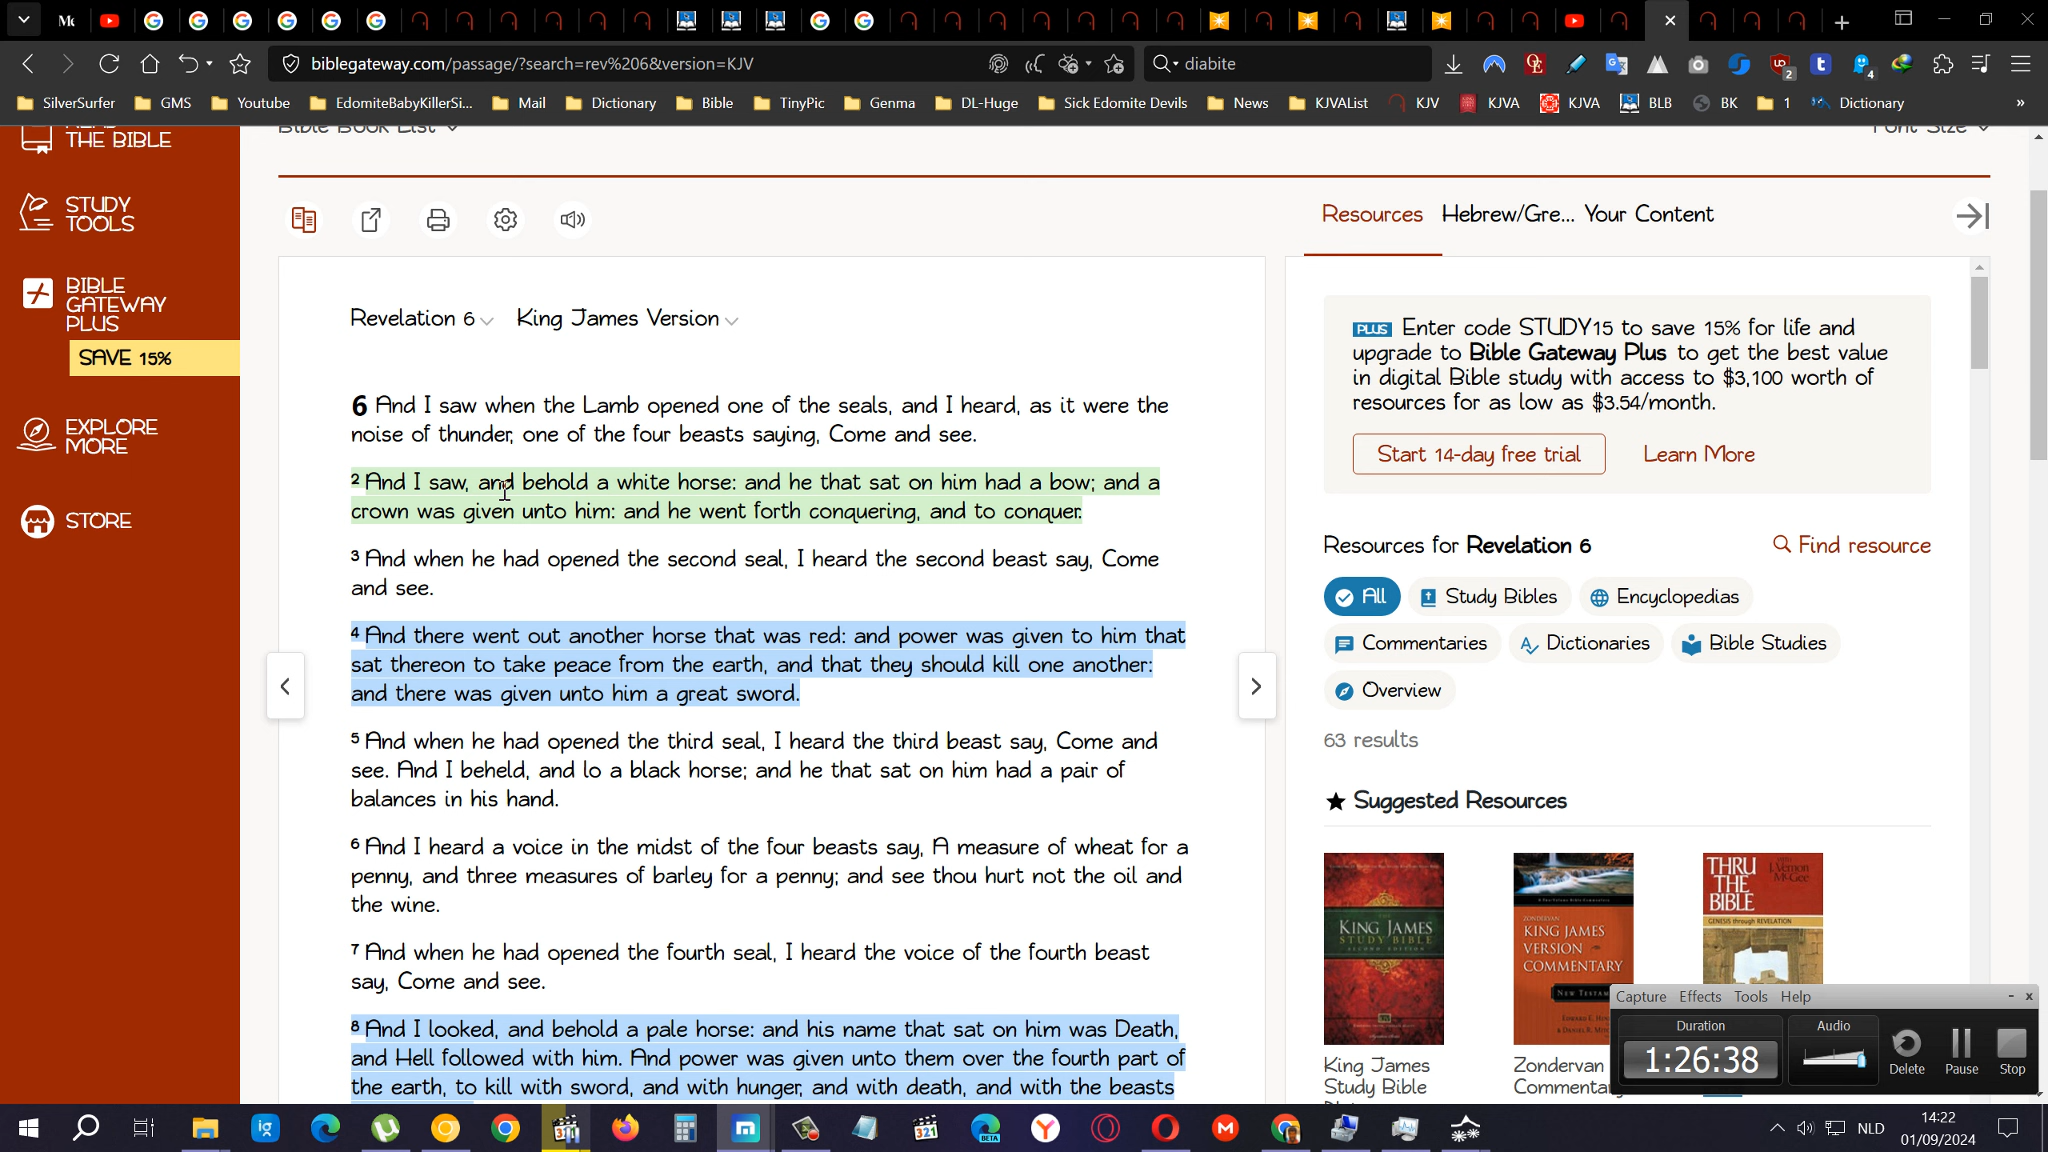 biblegateway.com/passage/?search=rev%206&version=KJV
diabite
2
4
SilverSurfer
GMS
Youtube
EdomiteBabyKillerSi...
Mail
Dictionary
Bible
TinyPic
Genma
DL-Huge
Sick Edomite Devils
News
KJVAList
KJV
KJVA
KJVA
BLB
BK
1
Dictionary
»
THE BIBLE
STUDY
TOOLS
BIBLE
GATEWAY
PLUS
SAVE 15%
EXPLORE
MORE
STORE
Bible Book List
Font Size
Resources
Hebrew/Gre...
Your Content
Revelation 6
King James Version
6 And I saw when the Lamb opened one of the seals, and I heard, as it were the
noise of thunder, one of the four beasts saying, Come and see.
2 And I saw, and behold a white horse: and he that sat on him had a bow; and a
crown was given unto him: and he went forth conquering, and to conquer.
3 And when he had opened the second seal, I heard the second beast say, Come
and see.
4 And there went out another horse that was red: and power was given to him that
sat thereon to take peace from the earth, and that they should kill one another:
and there was given unto him a great sword.
5 And when he had opened the third seal, I heard the third beast say, Come and
see. And I beheld, and lo a black horse; and he that sat on him had a pair of
balances in his hand.
6 And I heard a voice in the midst of the four beasts say, A measure of wheat for a
penny, and three measures of barley for a penny; and see thou hurt not the oil and
the wine.
7 And when he had opened the fourth seal, I heard the voice of the fourth beast
say, Come and see.
8 And I looked, and behold a pale horse: and his name that sat on him was Death,
and Hell followed with him. And power was given unto them over the fourth part of
the earth, to kill with sword, and with hunger, and with death, and with the beasts
PLUS Enter code STUDY15 to save 15% for life and
upgrade to Bible Gateway Plus to get the best value
in digital Bible study with access to $3,100 worth of
resources for as low as $3.54/month.
Start 14-day free trial
Learn More
Resources for Revelation 6
Find resource
All
Study Bibles
Encyclopedias
Commentaries
Dictionaries
Bible Studies
Overview
63 results
Suggested Resources
KING JAMES
STUDY BIBLE
ZONDERVAN
KING JAMES
VERSION
COMMENTARY
THRU
THE
BIBLE
J. Vernon
McGee
GENESIS through REVELATION
King James
Study Bible
Zondervan
Capture
Effects
Tools
Help
Duration
1:26:38
Audio
Delete
Pause
Stop
321
BETA
NLD
14:22
01/09/2024